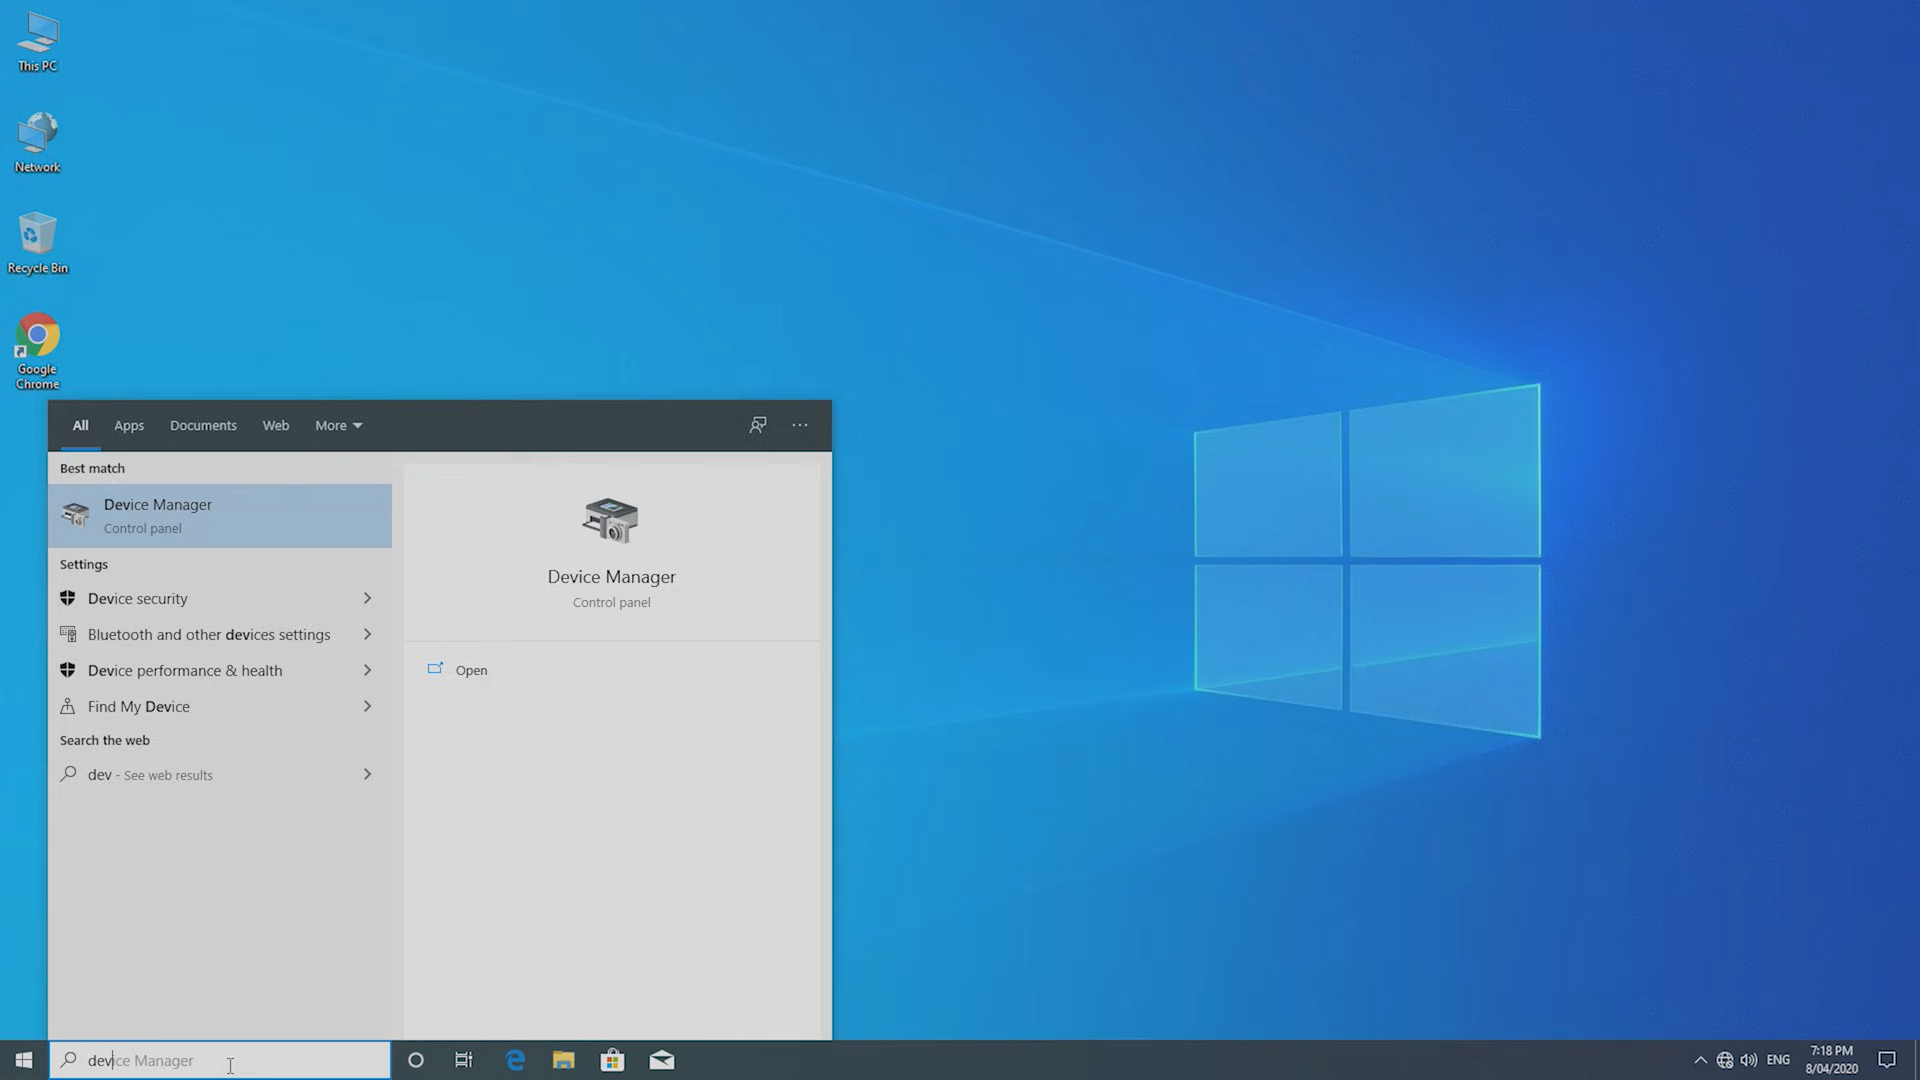 This PC
Network
Recycle Bin
Google
Chrome
All Apps Documents Web More
Best match
Device Manager
Control panel
Settings
Device security
Bluetooth and other devices settings
Device performance & health
Find My Device
Search the web
dev - See web results
Device Manager
Control panel
Open
device Manager
ENG
7:18 PM
8/04/2020